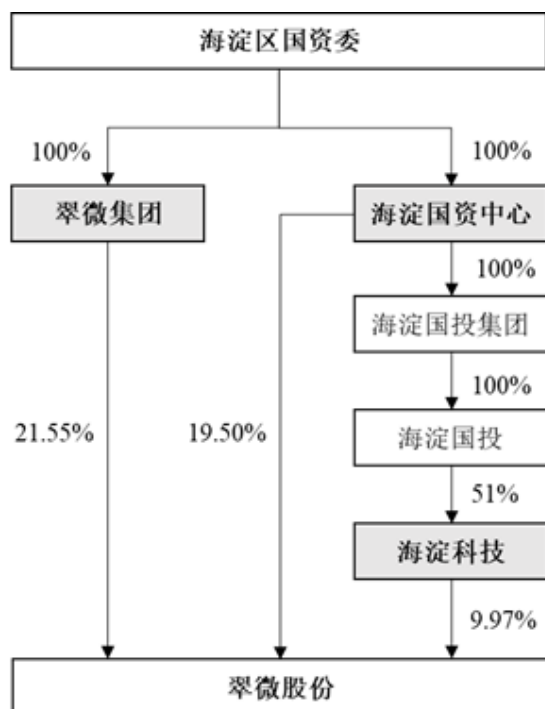 海淀区国资委
100%
100%
翠微集团
海淀国资中心
100%
海淀国投集团
100%
21.55%
19.50%
海淀国投
51%
海淀科技
9.97%
翠微股份